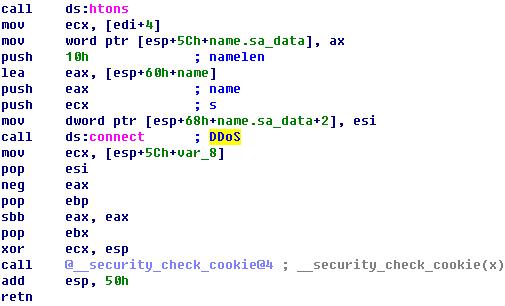 call ds:htons
mov ecx, [edi+4]
mov word ptr [esp+5Ch+name.sa_data], ax
push 10h ; namelen
lea eax, [esp+60h+name]
push eax ; name
push ecx ; s
mov dword ptr [esp+68h+name.sa_data+2], esi
call ds:connect ; DDoS
mov ecx, [esp+5Ch+var_8]
pop esi
neg eax
pop ebp
sbb eax, eax
pop ebx
xor ecx, esp
call @__security_check_cookie@4 ; __security_check_cookie(x)
add esp, 50h
retn